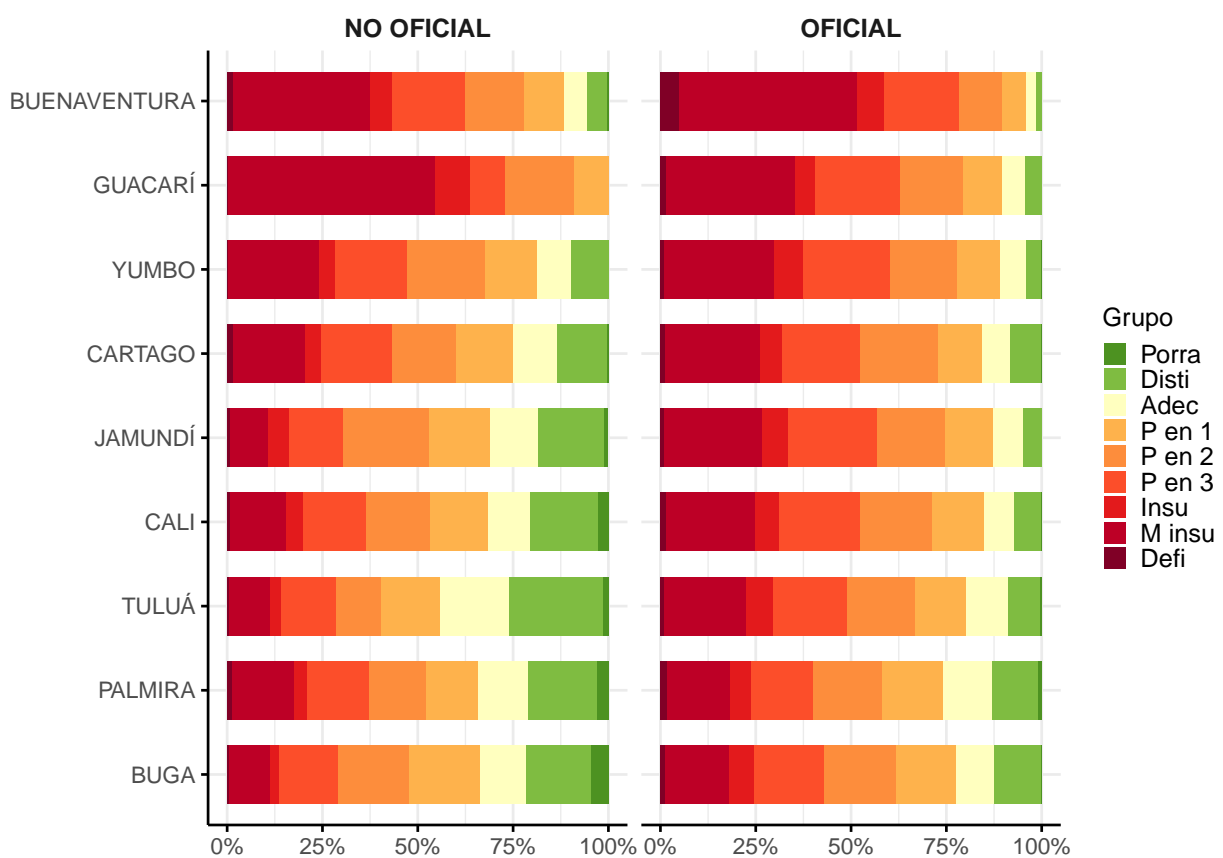 NO OFICIAL
OFICIAL
BUENAVENTURA
GUACARÍ
YUMBO
CARTAGO
JAMUNDÍ
CALI
TULUÁ
PALMIRA
BUGA
0% 25% 50% 75% 100%
0% 25% 50% 75% 100%
Grupo
Porra
Disti
Adec
P en 1
P en 2
P en 3
Insu
M insu
Defi